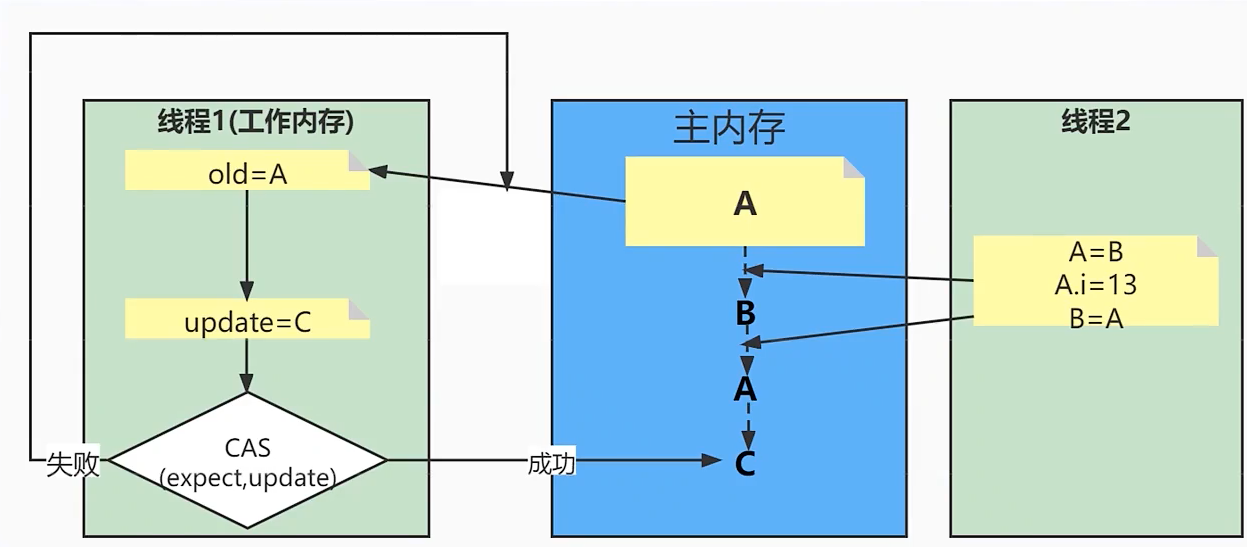 线程1(工作内存)
old=A
update=C
CAS
(expect,update)
失败
成功
主内存
A
B
A
C
线程2
A=B
A.i=13
B=A